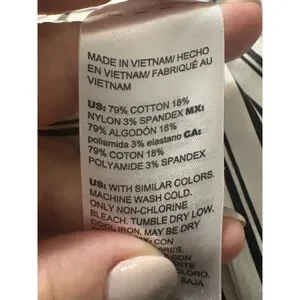 MADE IN VIETNAM/ HECHO
EN VIETNAM/ FABRIQUÉ AU
VIETNAM
US: 79% COTTON 18%
NYLON 3% SPANDEX MX:
79% ALGODÓN 18%
poliamida 3% elastano CA:
79% COTON 18%
POLYAMIDE 3% SPANDEX
US: WITH SIMILAR COLORS.
MACHINE WASH COLD.
ONLY NON-CHLORINE
BLEACH. TUMBLE DRY LOW.
COOL IRON. MAY BE DRY
CON
BAJA